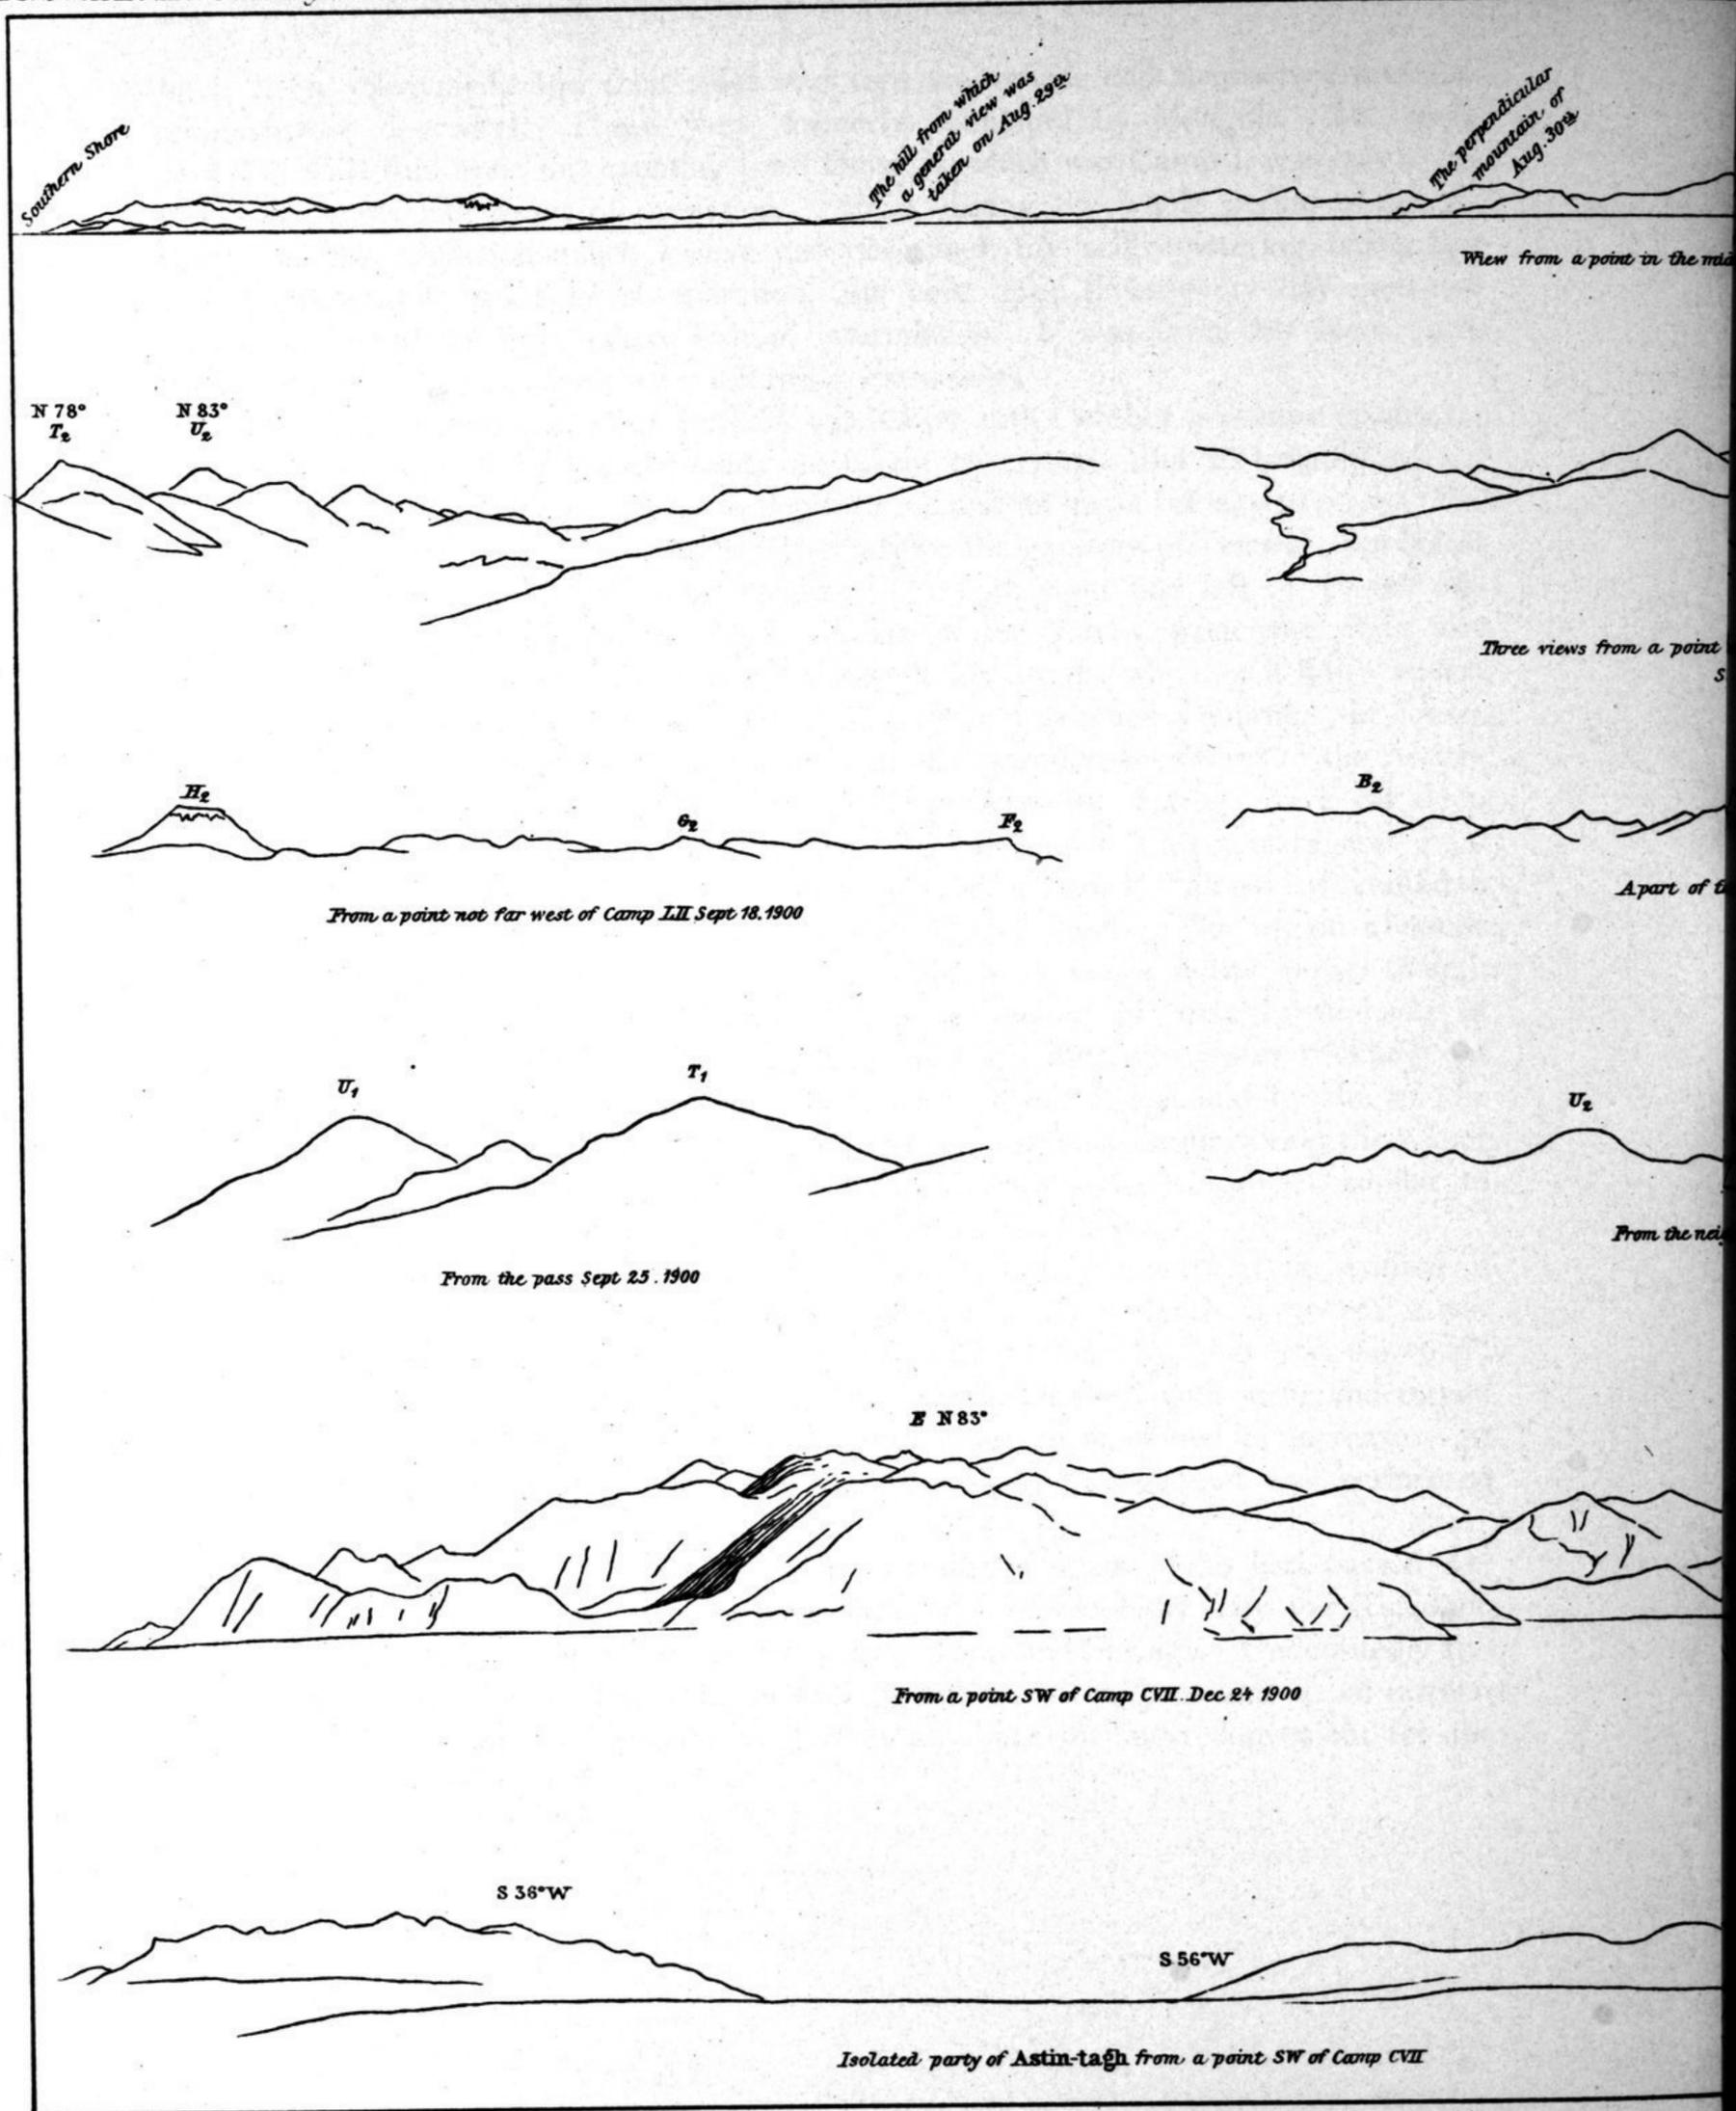 Southern Shore
The hill from which
a general view was
taken on Aug. 29th
The perpendicular
mountain of
Aug. 30th
Wiew from a point in the
N 78°
T2
N 83°
U2
Three views from a point
S
H2
G2
F2
B2
From a point not far west of Camp LII Sept 18. 1900
A part of
U1
T1
U2
From the pass Sept 25. 1900
From the
E N 83°
From a point SW of Camp CVII. Dec 24 1900
S 36° W
S 56° W
Isolated party of Astin-tagh from a point SW of Camp CVII